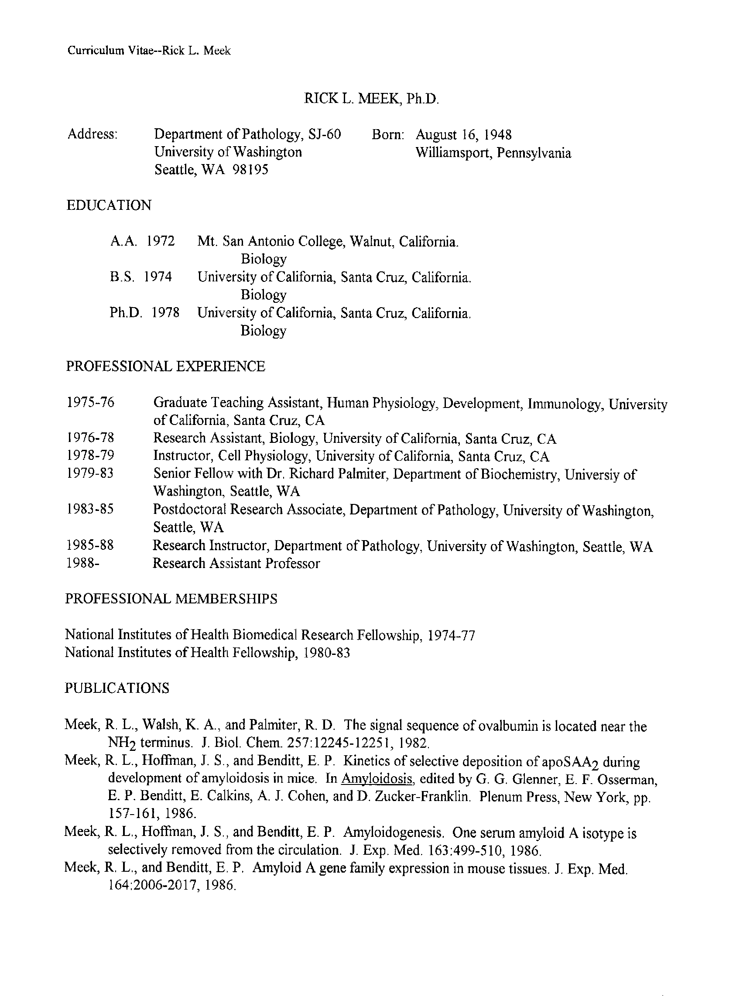 Curriculum Vitae--Rick L. Meek
RICK L. MEEK, Ph.D.
Address: Department of Pathology, SJ-60 Born: August 16, 1948
University of Washington Williamsport, Pennsylvania
Seattle, WA 98195
EDUCATION
A.A. 1972 Mt. San Antonio College, Walnut, California.
Biology
B.S. 1974 University of California, Santa Cruz, California.
Biology
Ph.D. 1978 University of California, Santa Cruz, California.
Biology
PROFESSIONAL EXPERIENCE
1975-76 Graduate Teaching Assistant, Human Physiology, Development, Immunology, University
of California, Santa Cruz, CA
1976-78 Research Assistant, Biology, University of California, Santa Cruz, CA
1978-79 Instructor, Cell Physiology, University of California, Santa Cruz, CA
1979-83 Senior Fellow with Dr. Richard Palmiter, Department of Biochemistry, Universiy of
Washington, Seattle, WA
1983-85 Postdoctoral Research Associate, Department of Pathology, University of Washington,
Seattle, WA
1985-88 Research Instructor, Department of Pathology, University of Washington, Seattle, WA
1988- Research Assistant Professor
PROFESSIONAL MEMBERSHIPS
National Institutes of Health Biomedical Research Fellowship, 1974-77
National Institutes of Health Fellowship, 1980-83
PUBLICATIONS
Meek, R. L., Walsh, K. A., and Palmiter, R. D. The signal sequence of ovalbumin is located near the
NH2 terminus. J. Biol. Chem. 257:12245-12251, 1982.
Meek, R. L., Hoffman, J. S., and Benditt, E. P. Kinetics of selective deposition of apoSAA2 during
development of amyloidosis in mice. In Amyloidosis, edited by G. G. Glenner, E. F. Osserman,
E. P. Benditt, E. Calkins, A. J. Cohen, and D. Zucker-Franklin. Plenum Press, New York, pp.
157-161, 1986.
Meek, R. L., Hoffman, J. S., and Benditt, E. P. Amyloidogenesis. One serum amyloid A isotype is
selectively removed from the circulation. J. Exp. Med. 163:499-510, 1986.
Meek, R. L., and Benditt, E. P. Amyloid A gene family expression in mouse tissues. J. Exp. Med.
164:2006-2017, 1986.